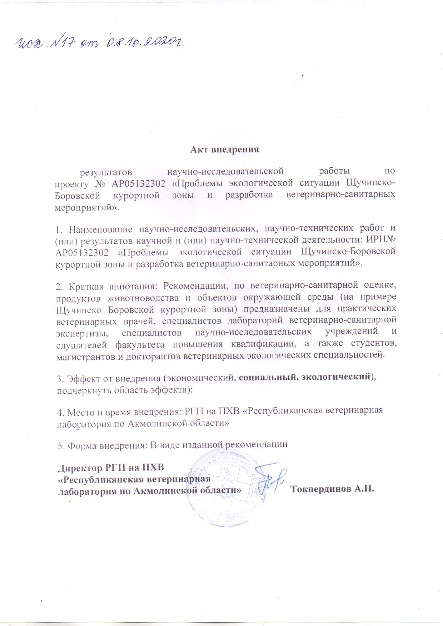 исх. №17 от 08.10.2020г.
Акт внедрения
результатов научно-исследовательской работы по
проекту № АР05132302 «Проблемы экологической ситуации Щучинско-
Боровской курортной зоны и разработка ветеринарно-санитарных
мероприятий».
1. Наименование научно-исследовательских, научно-технических работ и
(или) результатов научной и (или) научно-технической деятельности: ИРН№
АР05132302 «Проблемы экологической ситуации Щучинско-Боровской
курортной зоны и разработка ветеринарно-санитарных мероприятий».
2. Краткая аннотация: Рекомендации, по ветеринарно-санитарной оценке,
продуктов животноводства и объектов окружающей среды (на примере
Щучинско Боровской курортной зоны) предназначены для практических
ветеринарных врачей, специалистов лабораторий ветеринарно-санитарной
экспертизы, специалистов научно-исследовательских учреждений и
слушателей факультета повышения квалификации, а также студентов,
магистрантов и докторантов ветеринарных экологических специальностей.
3. Эффект от внедрения (экономический, социальный, экологический),
подчеркнуть область эффекта):
4. Место и время внедрения: РГП на ПХВ «Республиканская ветеринарная
лаборатория по Акмолинской области»
5. Форма внедрения: В виде изданной рекомендации
Директор РГП на ПХВ
«Республиканская ветеринарная
лаборатория по Акмолинской области» Токпердинов А.П.